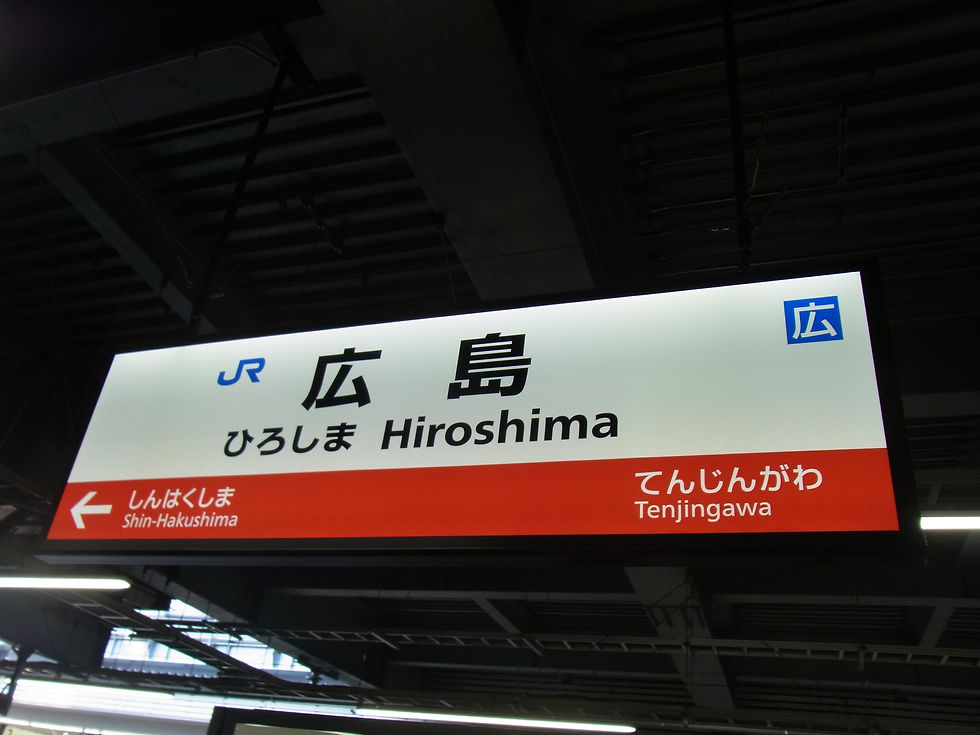 広
JR 広島
ひろしま Hiroshima
← しんはくしま
Shin-Hakushima
てんじんがわ
Tenjingawa